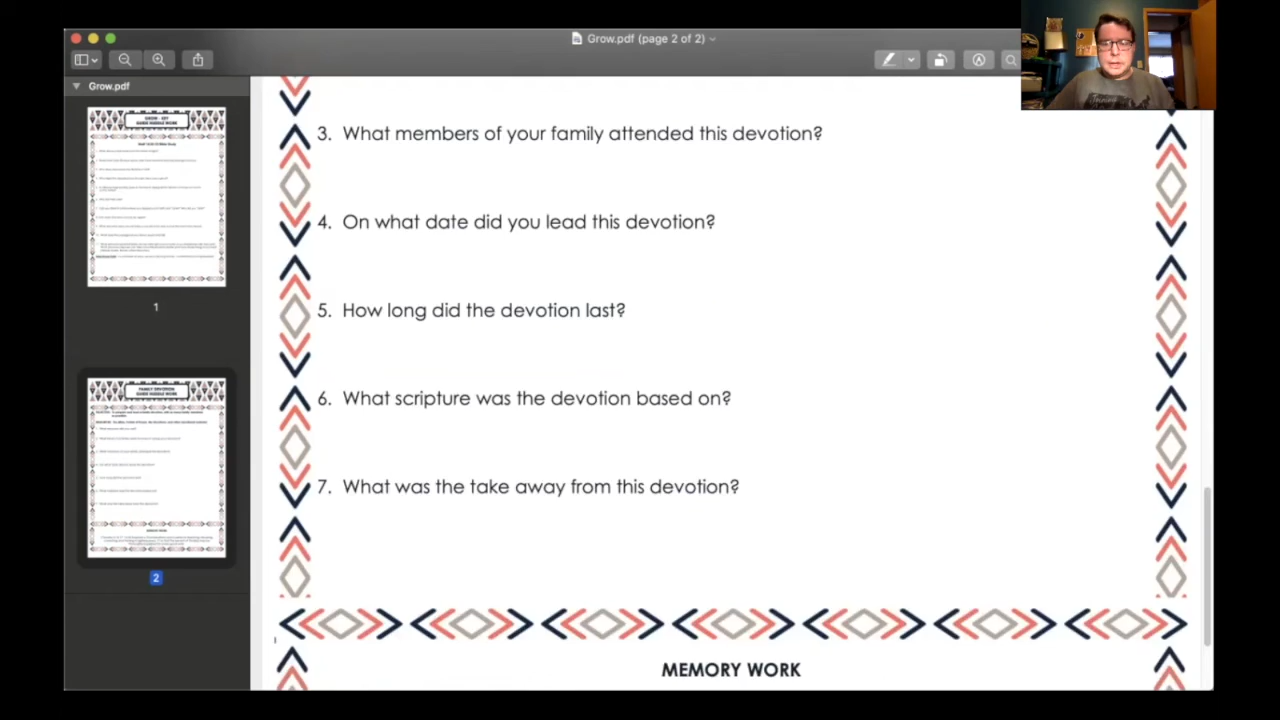 Grow.pdf (page 2 of 2)
Grow.pdf
1
2
3. What members of your family attended this devotion?
4. On what date did you lead this devotion?
5. How long did the devotion last?
6. What scripture was the devotion based on?
7. What was the take away from this devotion?
MEMORY WORK